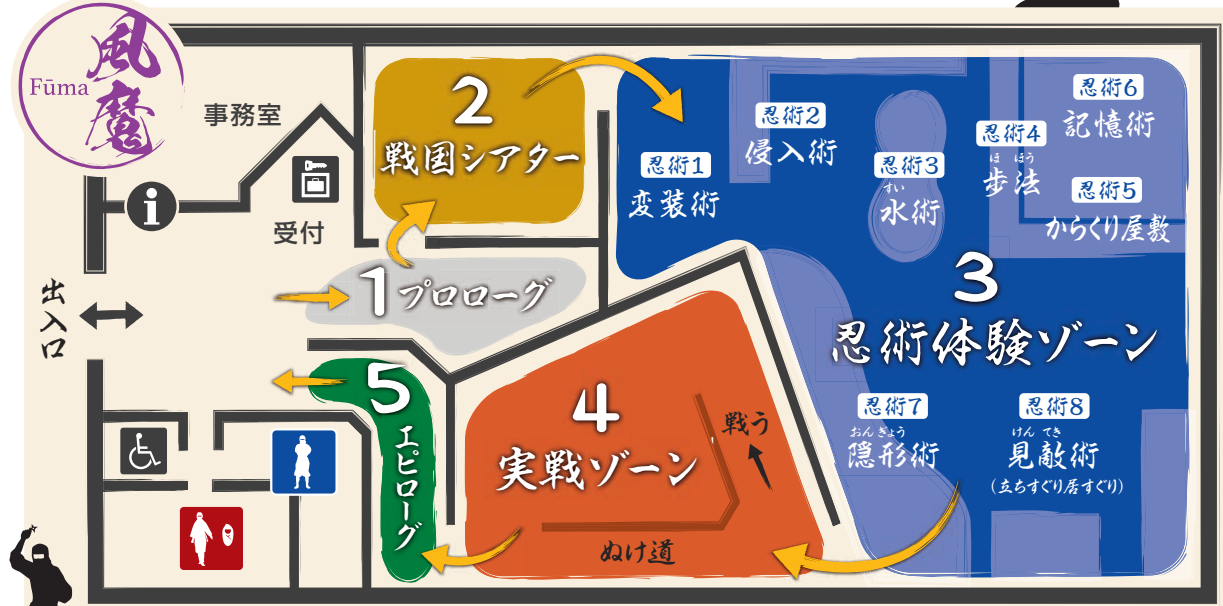 風魔
Fūma
事務室
i
受付
出入口
1
プロローグ
2
戦国シアター
3
忍術体験ゾーン
忍術1
変装術
忍術2
侵入術
忍術3
すい
水術
忍術4
ほ ほう
歩法
忍術5
からくり屋敷
忍術6
記憶術
忍術7
おんぎょう
隠形術
忍術8
けん てき
見敵術
(立ちすぐり居すぐり)
4
実戦ゾーン
戦う
ぬけ道
5
エピローグ